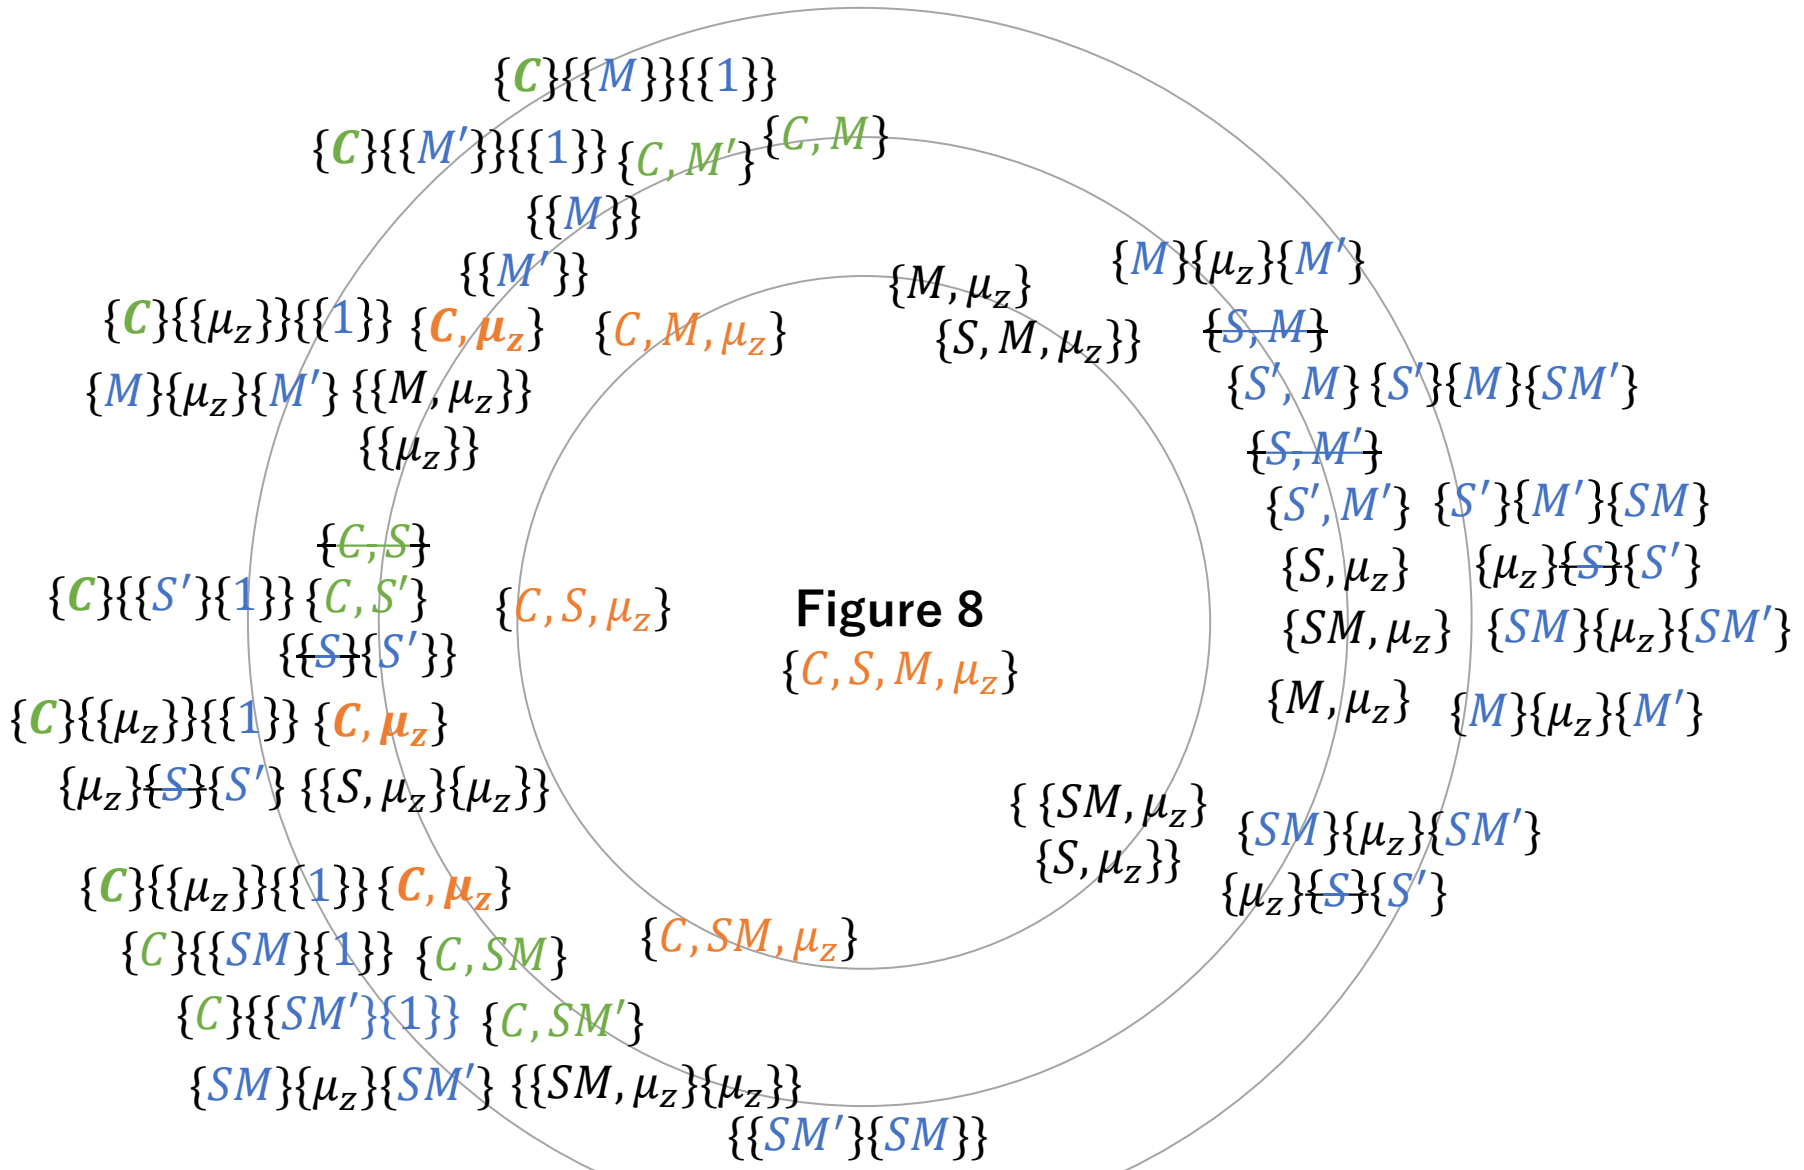 {C}{{M}}{{1}}
{C}{{M′}}{{1}} {C, M′} {C, M}
{{M}}
{{M′}}
{M, μz} {M}{μz}{M′}
{C}{{μz}}{{1}} {C, μz} {C, M, μz} {S, M, μz}} {S, M}
{M}{μz}{M′} {{M, μz}} {S′, M} {S′}{M}{SM′}
{{μz}} {S, M′}
{S′, M′} {S′}{M′}{SM}
{C, S} {S, μz} {μz}{S}{S′}
{C}{{S′}{1}} {C, S′} {C, S, μz} Figure 8 {SM, μz} {SM}{μz}{SM′}
{{S}{S′}} {C, S, M, μz}
{C}{{μz}}{{1}} {C, μz} {M, μz} {M}{μz}{M′}
{μz}{S}{S′} {{S, μz}{μz}} { {SM, μz} {SM}{μz}{SM′}
{S, μz}} {μz}{S}{S′}
{C}{{μz}}{{1}} {C, μz}
{C}{{SM}{1}} {C, SM} {C, SM, μz}
{C}{{SM′}{1}} {C, SM′}
{SM}{μz}{SM′} {{SM, μz}{μz}}
{{SM′}{SM}}